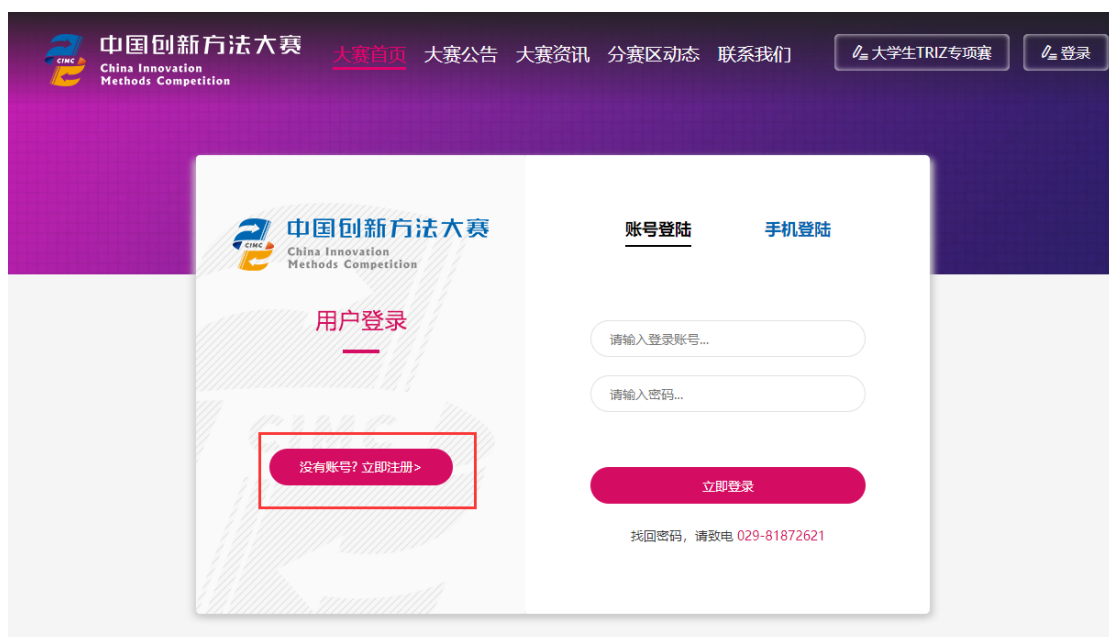 中国创新方法大赛
China Innovation
Methods Competition
CIMC
大赛首页 大赛公告 大赛资讯 分赛区动态 联系我们
大学生TRIZ专项赛
登录
中国创新方法大赛
China Innovation
Methods Competition
CIMC
用户登录
没有账号? 立即注册>
账号登陆 手机登陆
请输入登录账号...
请输入密码...
立即登录
找回密码，请致电 029-81872621